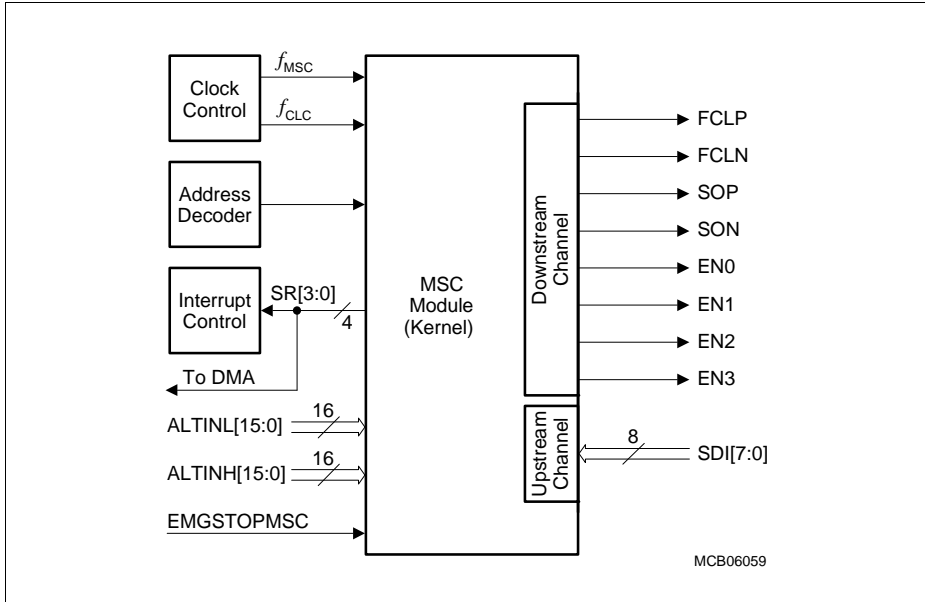 Clock
Control
fMSC
fCLC
Address
Decoder
Interrupt
Control
SR[3:0]
4
To DMA
ALTINL[15:0]
16
ALTINH[15:0]
16
EMGSTOPMSC
MSC
Module
(Kernel)
Downstream
Channel
Upstream
Channel
FCLP
FCLN
SOP
SON
EN0
EN1
EN2
EN3
8
SDI[7:0]
MCB06059